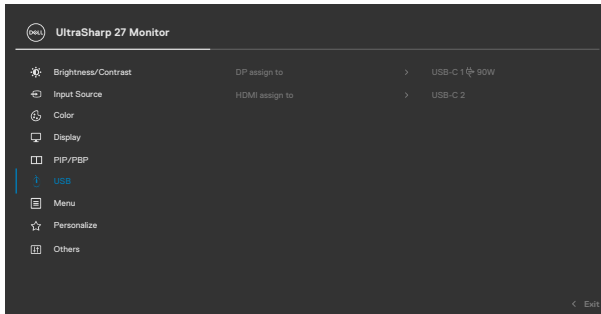 DELL UltraSharp 27 Monitor
Brightness/Contrast DP assign to > USB-C 1 90W
Input Source HDMI assign to > USB-C 2
Color
Display
PIP/PBP
USB
Menu
Personalize
Others
< Exit